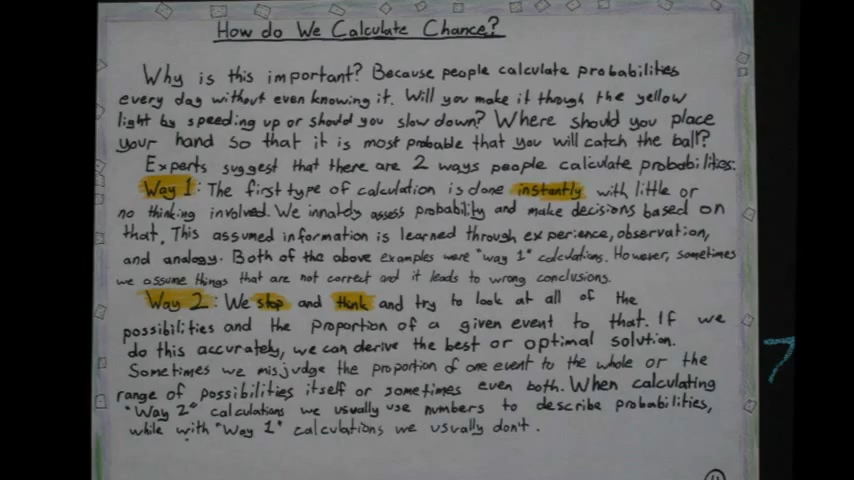 How do We Calculate Chance?
Why is this important? Because people calculate probabilities
every day without even knowing it. Will you make it through the yellow
light by speeding up or should you slow down? Where should you place
your hand so that it is most probable that you will catch the ball?
Experts suggest that there are 2 ways people calculate probabilities.
Way 1: The first type of calculation is done instantly with little or
no thinking involved. We innately assess probability and make decisions based on
that. This assumed information is learned through experience, observation,
and analogy. Both of the above examples were "way 1" calculations. However, sometimes
we assume things that are not correct and it leads to wrong conclusions.
Way 2: We stop and think and try to look at all of the
possibilities and the proportion of a given event to that. If we
do this accurately, we can derive the best or optimal solution.
Sometimes we misjudge the proportion of one event to the whole or the
range of possibilities itself or sometimes even both. When calculating
"Way 2" calculations we usually use numbers to describe probabilities,
while with "Way 1" calculations we usually don't.